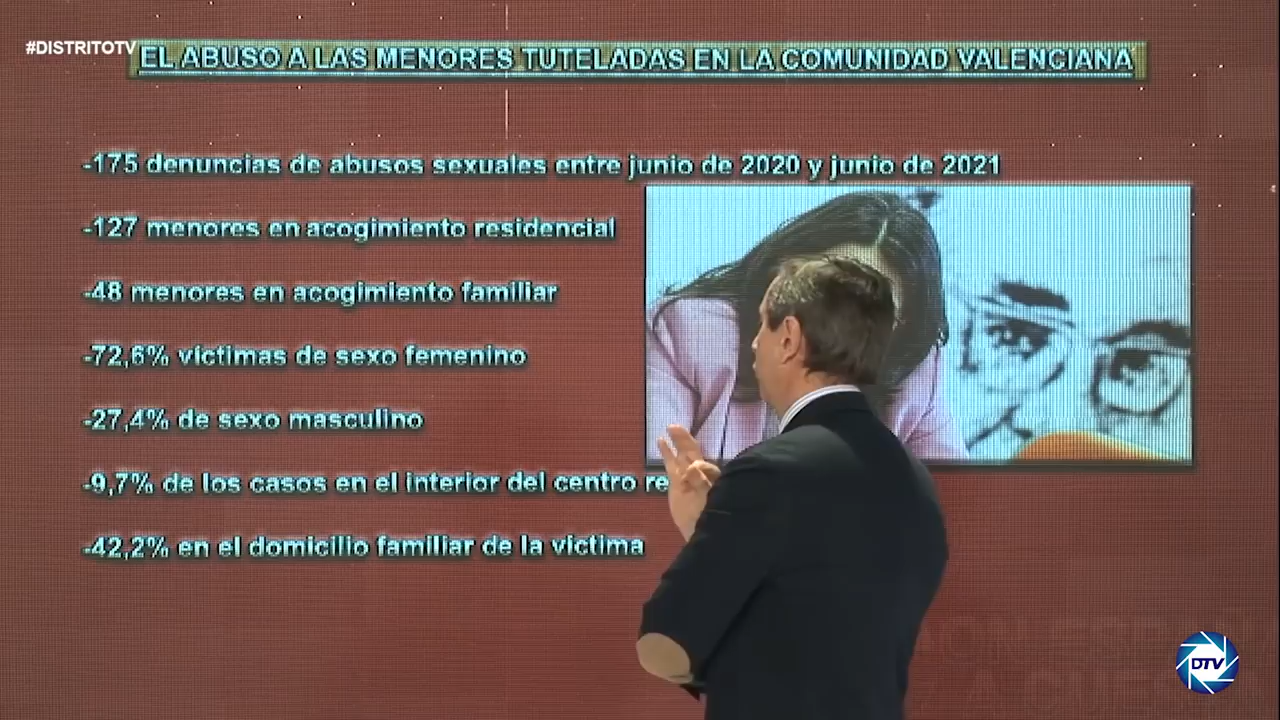 #DISTRITOTV
EL ABUSO A LAS MENORES TUTELADAS EN LA COMUNIDAD VALENCIANA
-175 denuncias de abusos sexuales entre junio de 2020 y junio de 2021
-127 menores en acogimiento residencial
-48 menores en acogimiento familiar
-72,6% víctimas de sexo femenino
-27,4% de sexo masculino
-9,7% de los casos en el interior del centro re
-42,2% en el domicilio familiar de la víctima
DTV